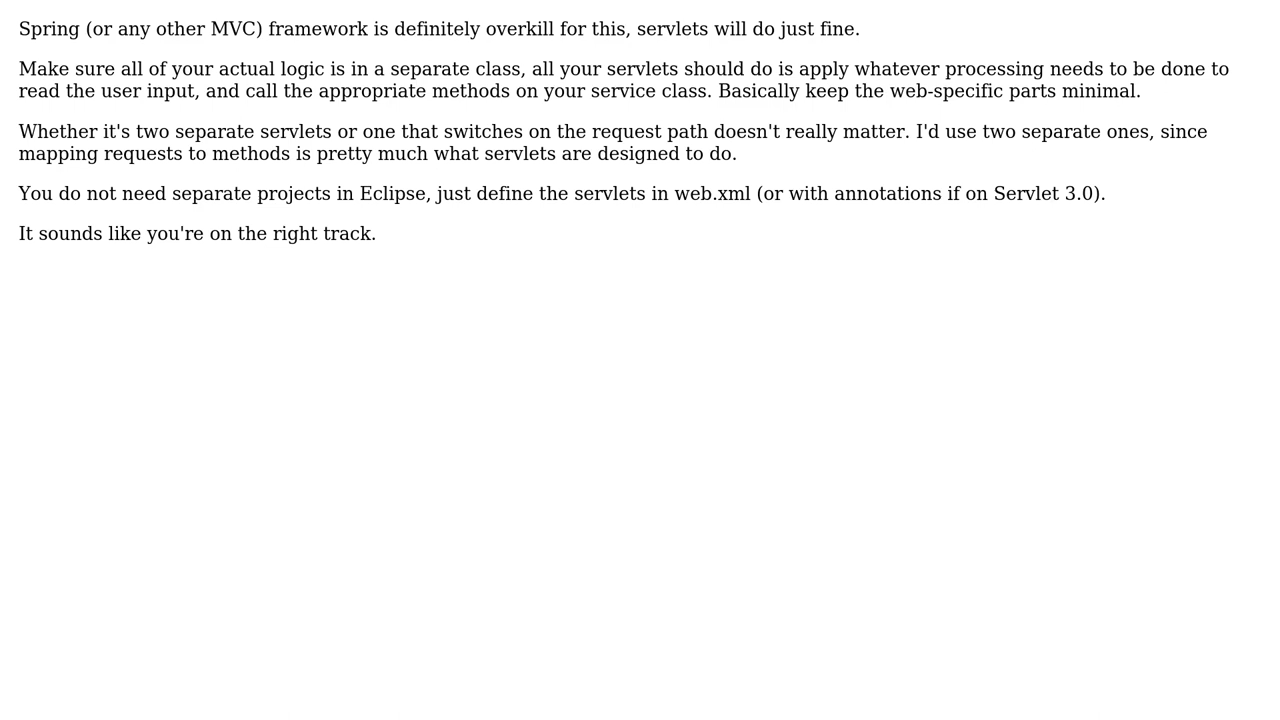 Spring (or any other MVC) framework is definitely overkill for this, servlets will do just fine.
Make sure all of your actual logic is in a separate class, all your servlets should do is apply whatever processing needs to be done to
read the user input, and call the appropriate methods on your service class. Basically keep the web-specific parts minimal.
Whether it's two separate servlets or one that switches on the request path doesn't really matter. I'd use two separate ones, since
mapping requests to methods is pretty much what servlets are designed to do.
You do not need separate projects in Eclipse, just define the servlets in web.xml (or with annotations if on Servlet 3.0).
It sounds like you're on the right track.